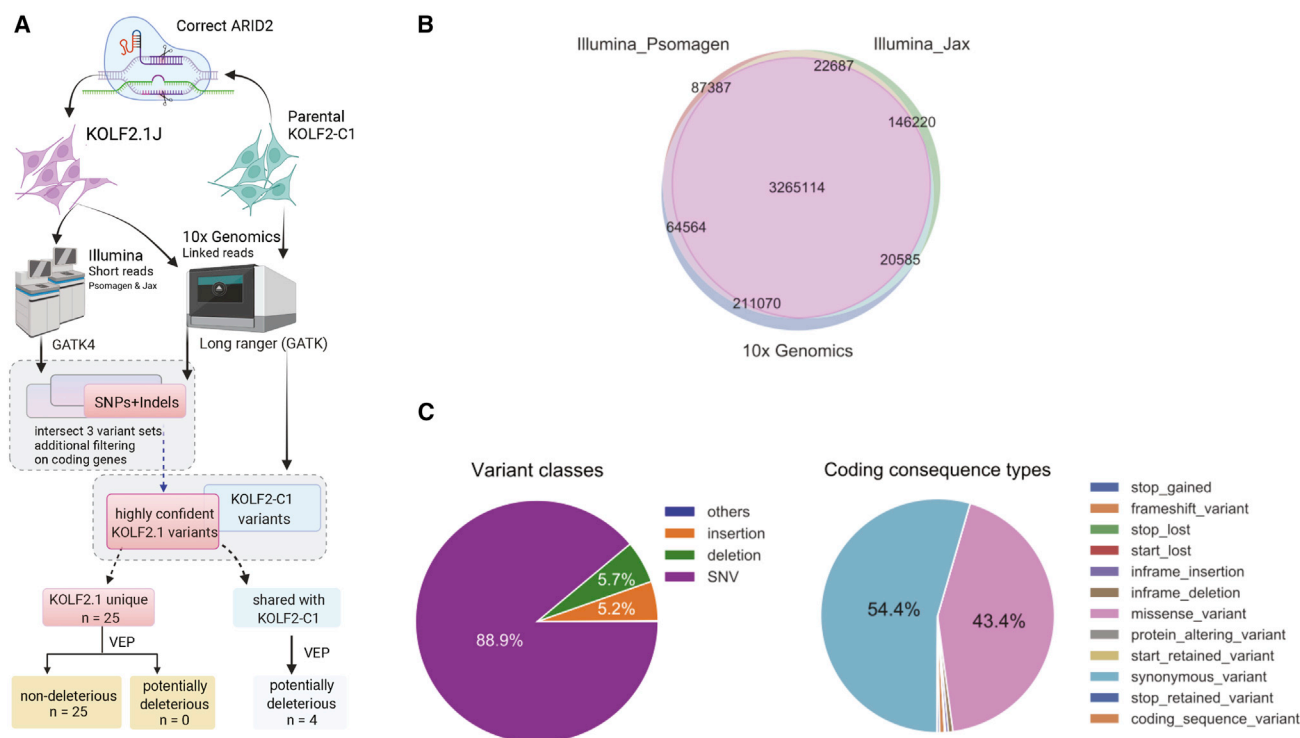 A
Correct ARID2
KOLF2.1J
Parental
KOLF2-C1
Illumina
Short reads
Psomagen & Jax
10x Genomics
Linked reads
GATK4
Long ranger (GATK)
SNPs+Indels
intersect 3 variant sets
additional filtering
on coding genes
highly confident
KOLF2.1 variants
KOLF2-C1
variants
KOLF2.1 unique
n = 25
shared with
KOLF2-C1
VEP
VEP
non-deleterious
n = 25
potentially
deleterious
n = 0
potentially
deleterious
n = 4
B
Illumina_Psomagen
Illumina_Jax
22687
87387
146220
3265114
64564
20585
211070
10x Genomics
C
Variant classes
others
insertion
deletion
SNV
5.7%
5.2%
88.9%
Coding consequence types
54.4%
43.4%
stop_gained
frameshift_variant
stop_lost
start_lost
inframe_insertion
inframe_deletion
missense_variant
protein_altering_variant
start_retained_variant
synonymous_variant
stop_retained_variant
coding_sequence_variant